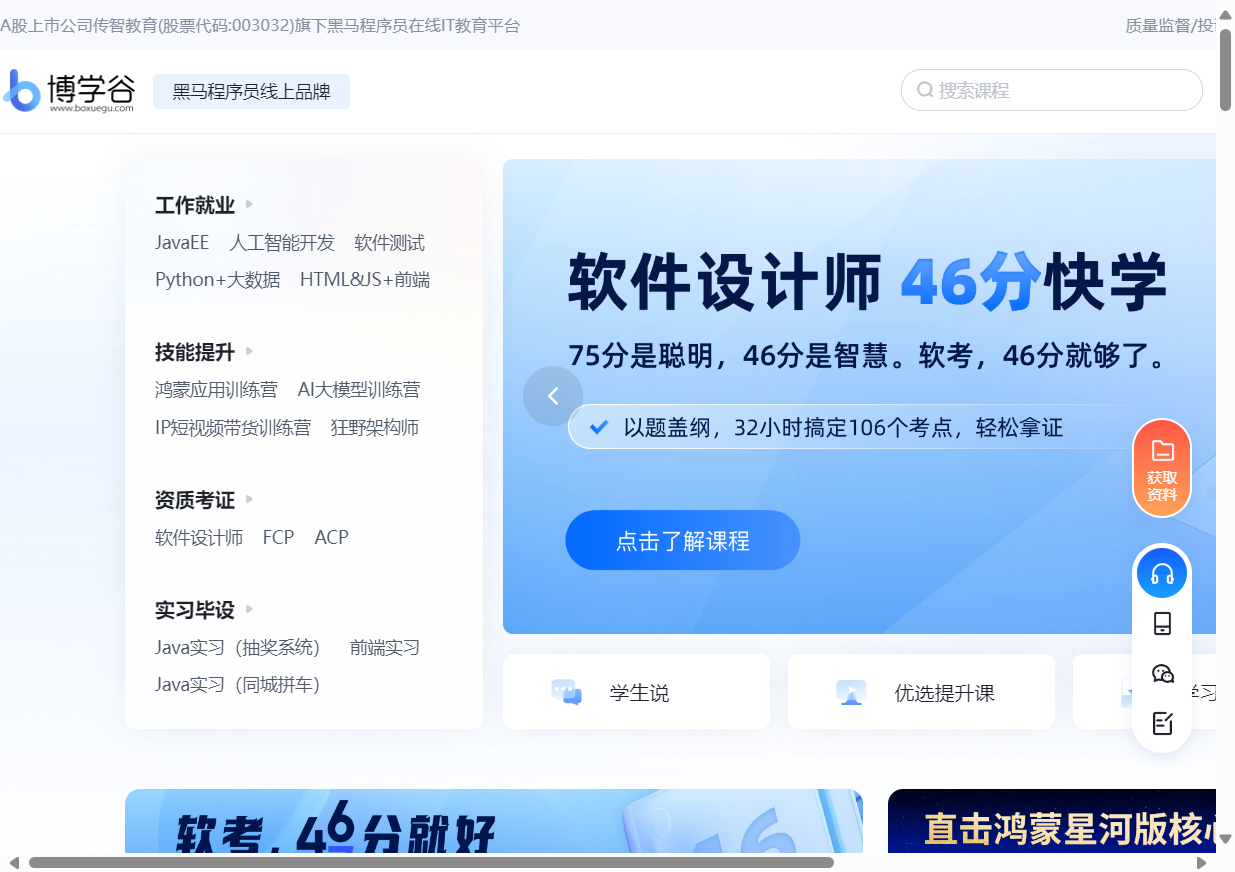 A股上市公司传智教育(股票代码:003032)旗下黑马程序员在线IT教育平台
质量监督/投
博学谷
www.boxuegu.com
黑马程序员线上品牌
搜索课程
工作就业
JavaEE 人工智能开发 软件测试
Python+大数据 HTML&JS+前端
技能提升
鸿蒙应用训练营 AI大模型训练营
IP短视频带货训练营 狂野架构师
资质考证
软件设计师 FCP ACP
实习毕设
Java实习（抽奖系统） 前端实习
Java实习（同城拼车）
软件设计师 46分快学
75分是聪明，46分是智慧。软考，46分就够了。
以题盖纲，32小时搞定106个考点，轻松拿证
点击了解课程
获取
资料
学生说
优选提升课
学习
软考，46分就好
46
直击鸿蒙星河版核心